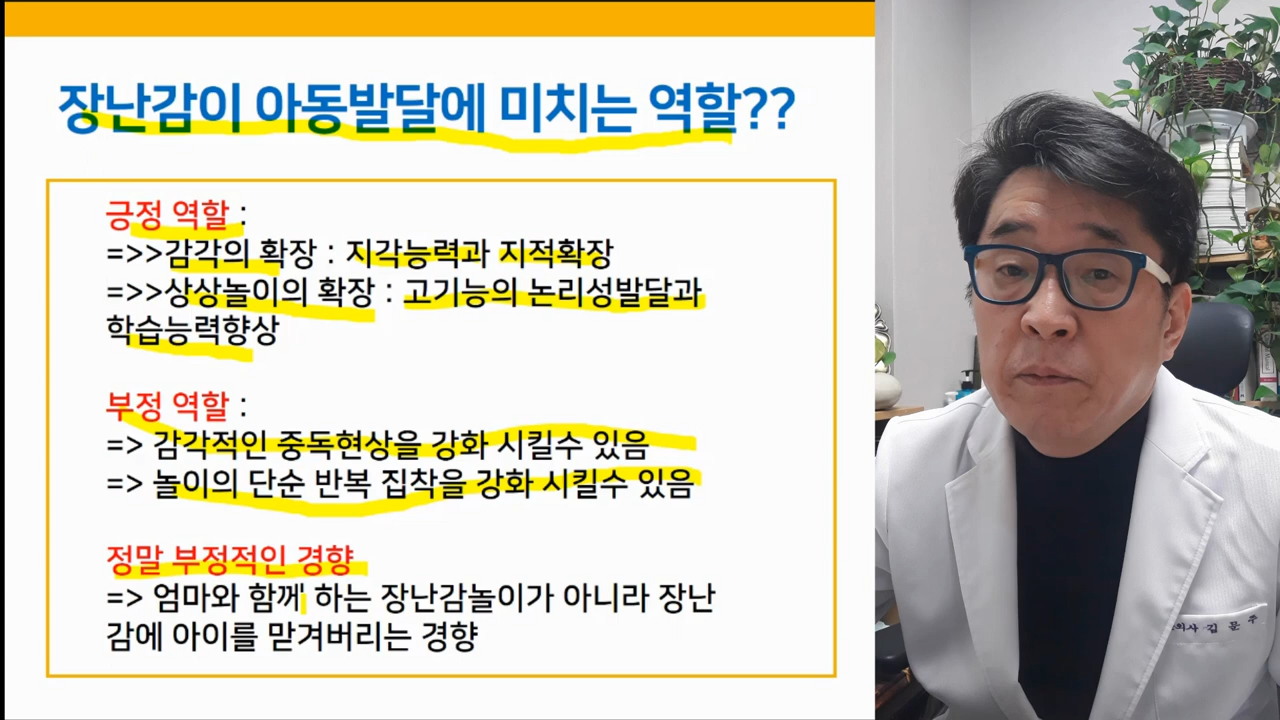 장난감이 아동발달에 미치는 역할??
긍정 역할 :
=>>감각의 확장 : 지각능력과 지적확장
=>>상상놀이의 확장 : 고기능의 논리성발달과
학습능력향상
부정 역할 :
=> 감각적인 중독현상을 강화 시킬수 있음
=> 놀이의 단순 반복 집착을 강화 시킬수 있음
정말 부정적인 경향
=> 엄마와 함께 하는 장난감놀이가 아니라 장난
감에 아이를 맏겨버리는 경향
의사 김 문 주